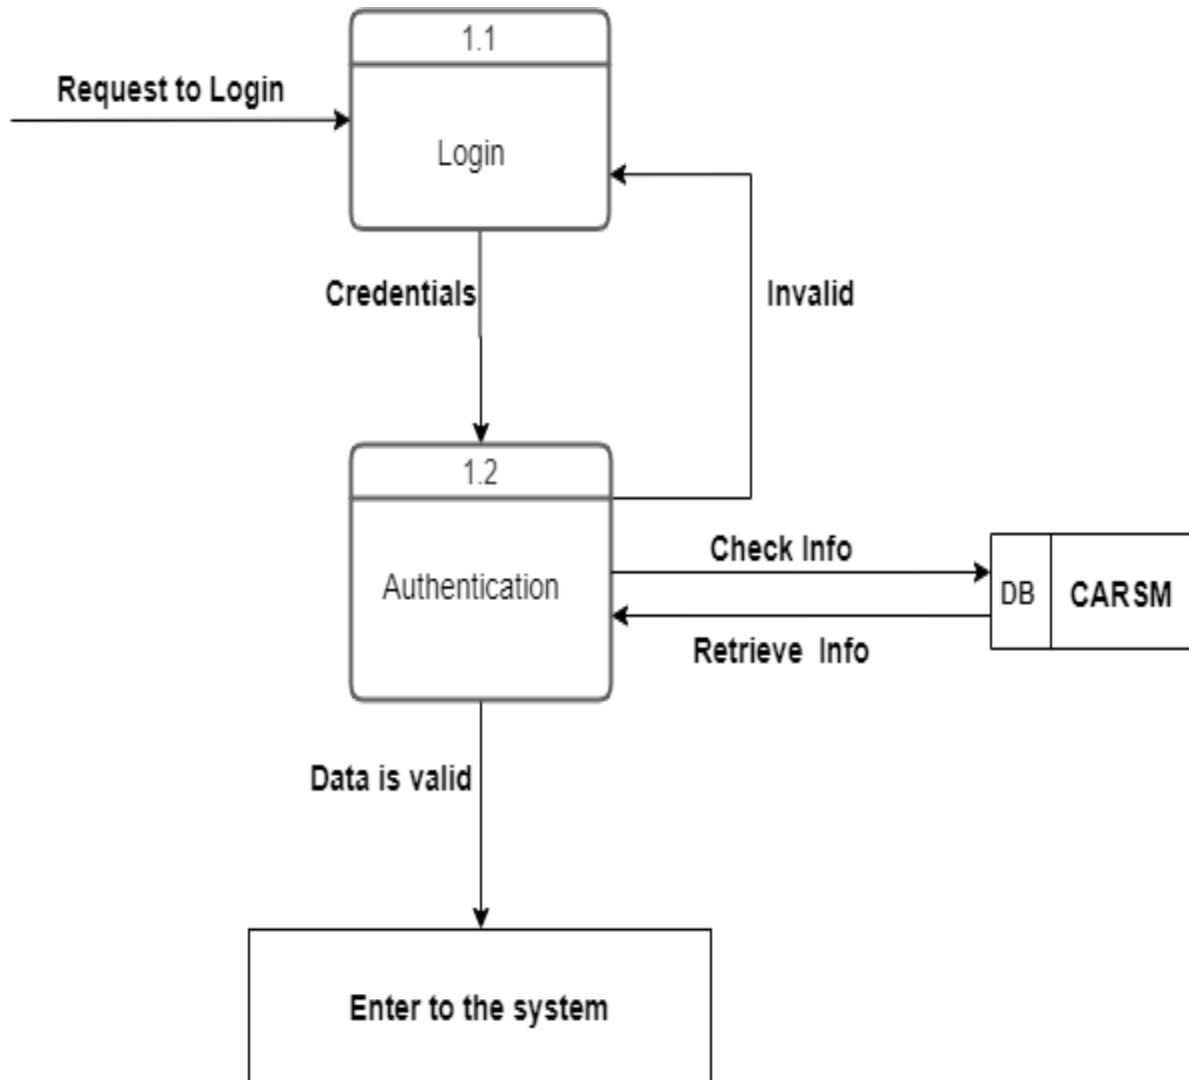 1.1
Request to Login
Login
Credentials
Invalid
1.2
Check Info
Authentication
DB
CARSM
Retrieve Info
Data is valid
Enter to the system